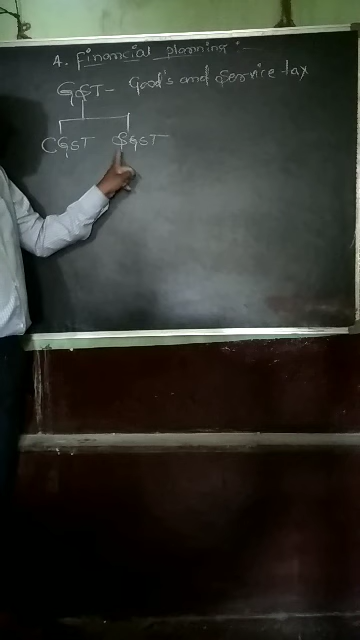 4. Financial planning :-
GST - Good's and Service tax
CGST SGST